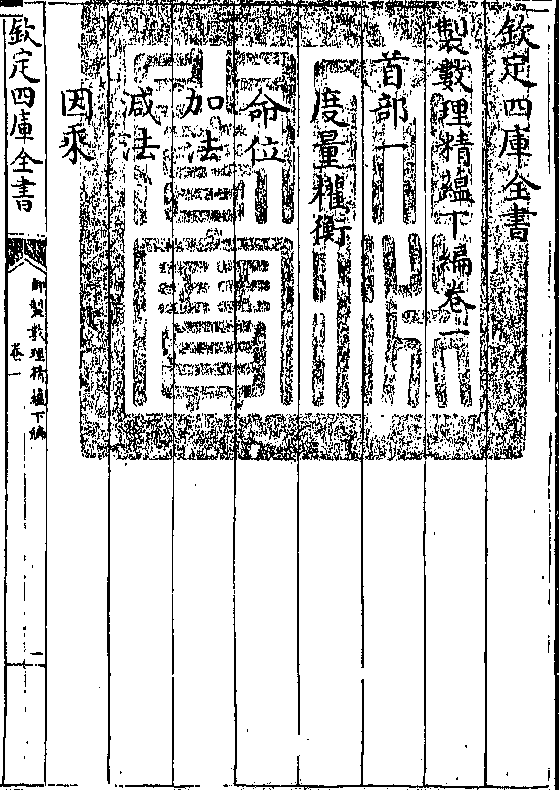 欽定四庫全書
製數理精蘊下編卷一
首部一
度量權衡
命位
加法
減法
因乘
欽定四庫全書
御製數理精蘊下編
卷一
一